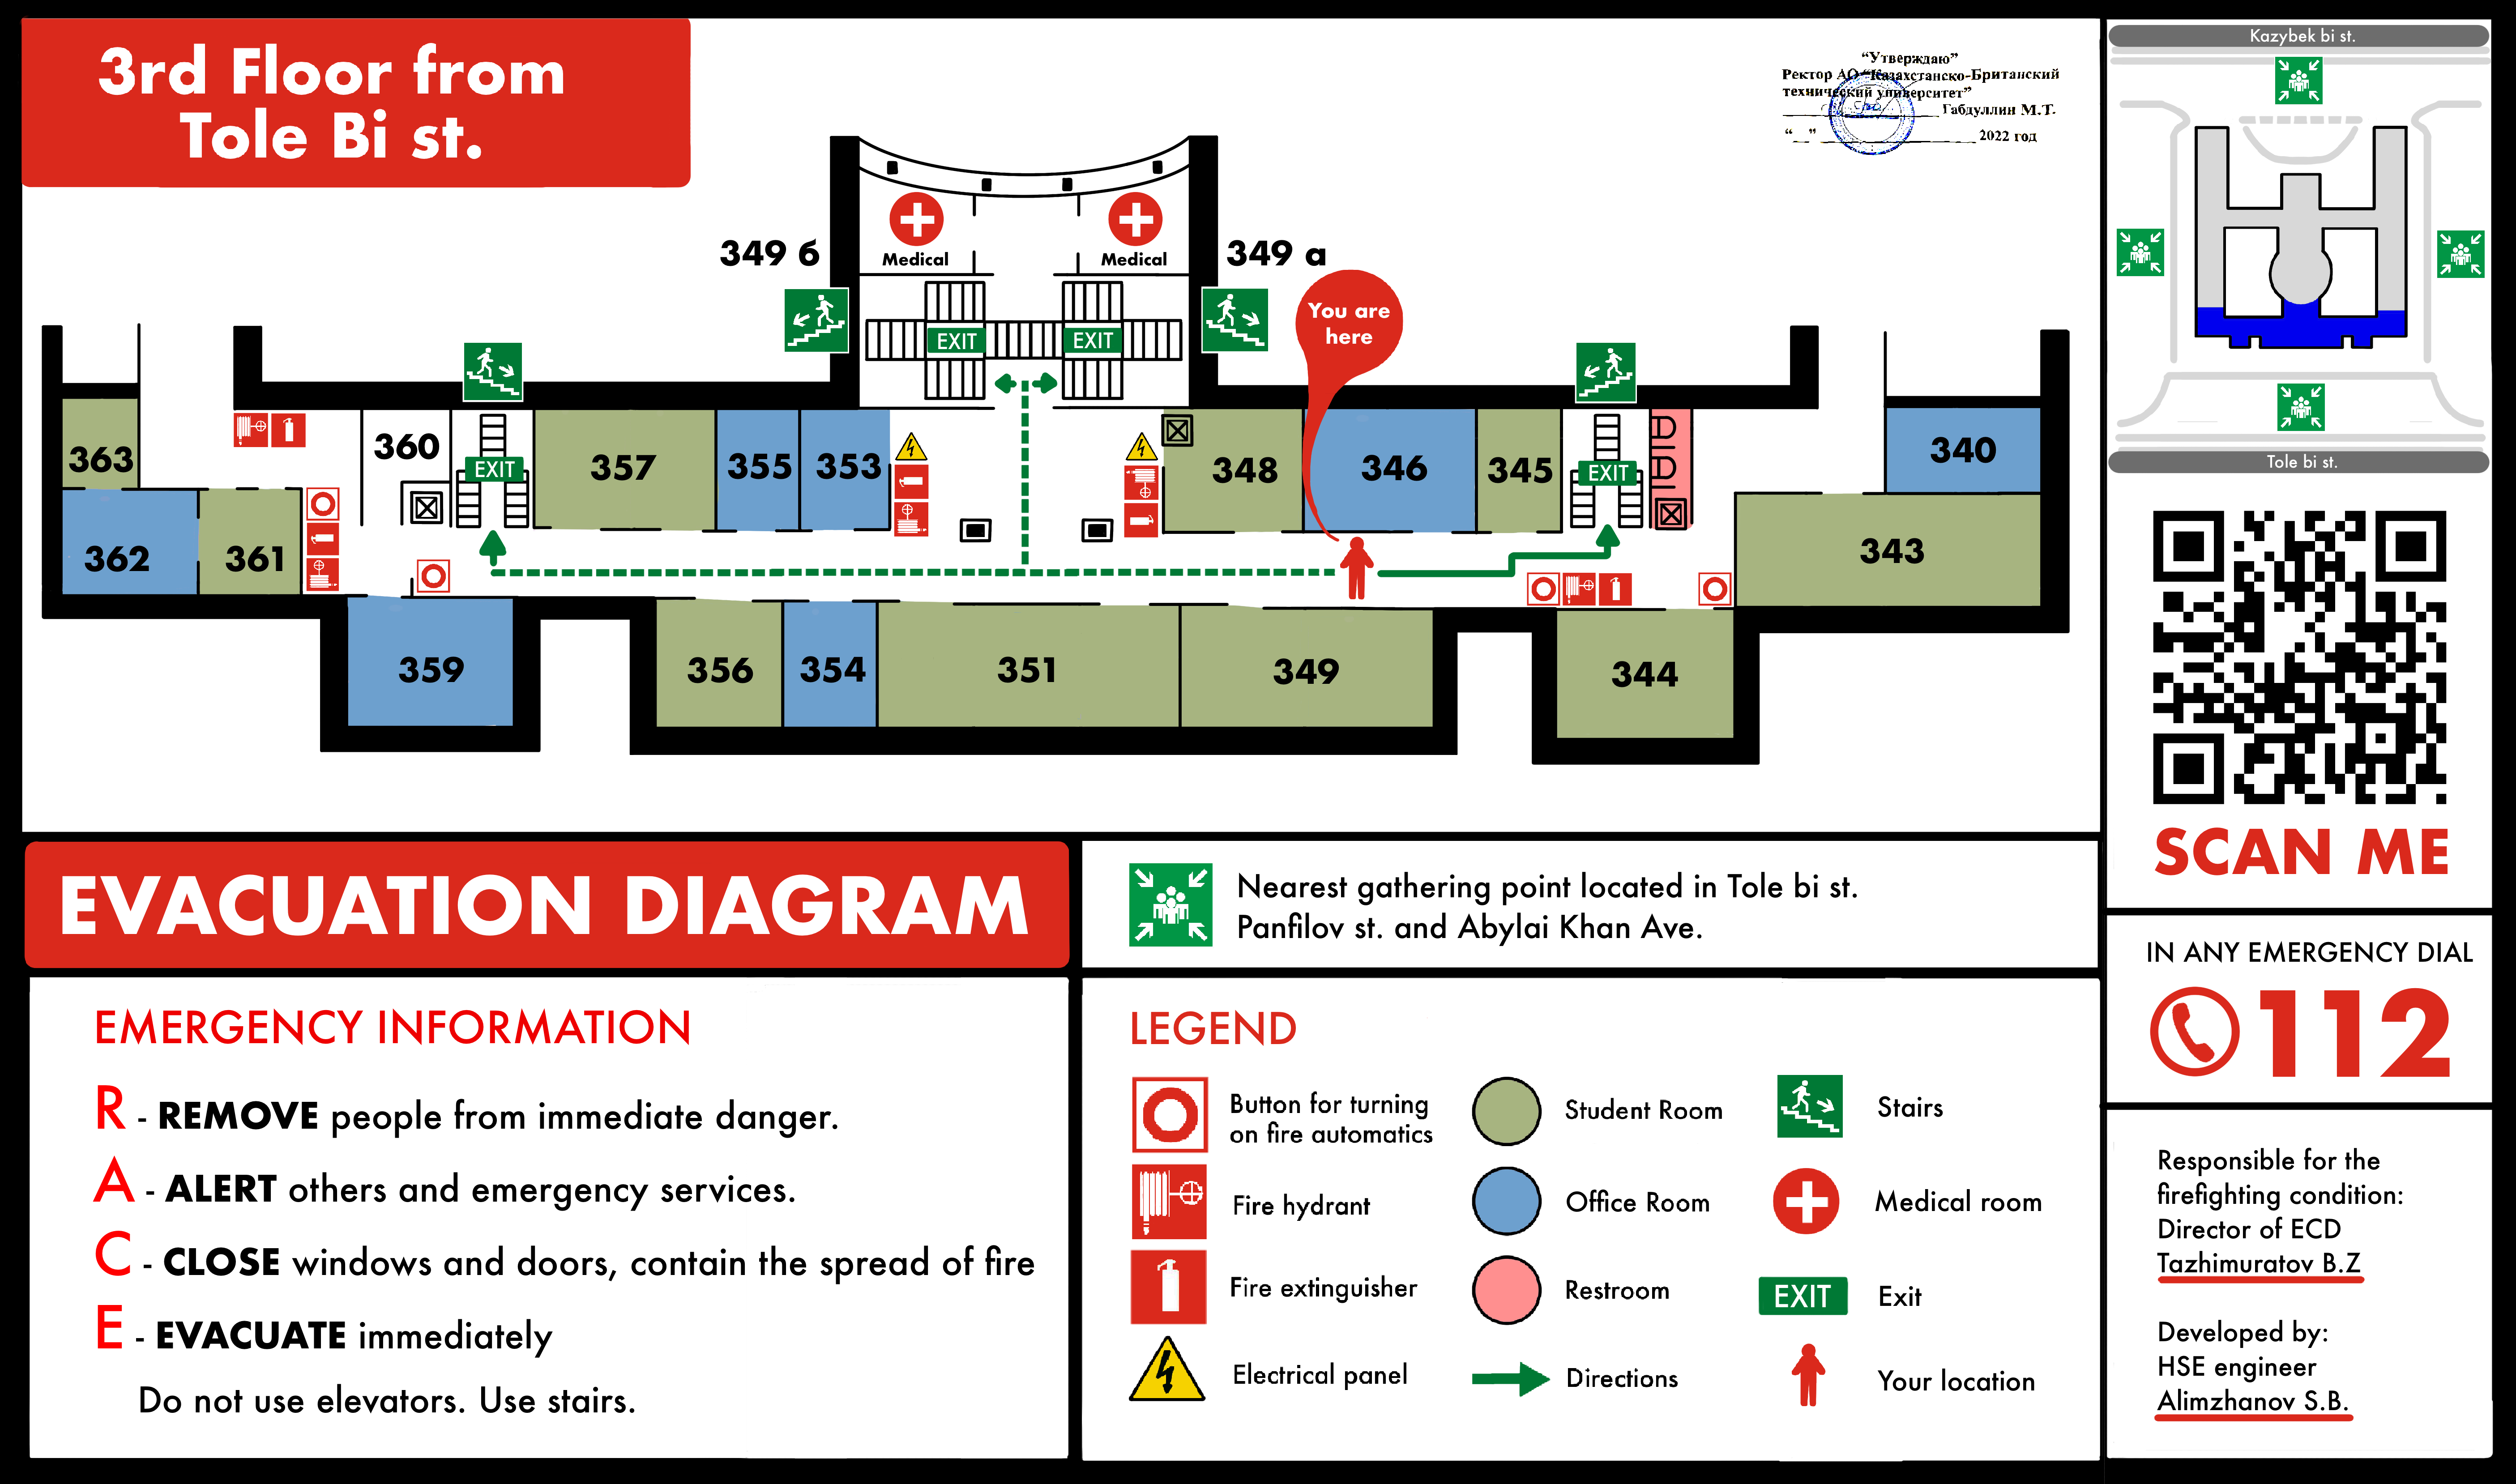 3rd Floor from
Tole Bi st.
“Утверждаю”
Ректор АО “Казахстанско-Британский
технический университет”
Габдуллин М.Т.
“ ” 2022 год
349 б
Medical
Medical
349 а
You are
here
EXIT
EXIT
363
360
EXIT
357
355
353
348
346
345
EXIT
340
362
361
343
359
356
354
351
349
344
Kazybek bi st.
Tole bi st.
SCAN ME
EVACUATION DIAGRAM
Nearest gathering point located in Tole bi st.
Panfilov st. and Abylai Khan Ave.
IN ANY EMERGENCY DIAL
112
EMERGENCY INFORMATION
R - REMOVE people from immediate danger.
A - ALERT others and emergency services.
C - CLOSE windows and doors, contain the spread of fire
E - EVACUATE immediately
Do not use elevators. Use stairs.
LEGEND
Button for turning
on fire automatics
Fire hydrant
Fire extinguisher
Electrical panel
Student Room
Office Room
Restroom
Directions
Stairs
Medical room
EXIT Exit
Your location
Responsible for the
firefighting condition:
Director of ECD
Tazhimuratov B.Z
Developed by:
HSE engineer
Alimzhanov S.B.